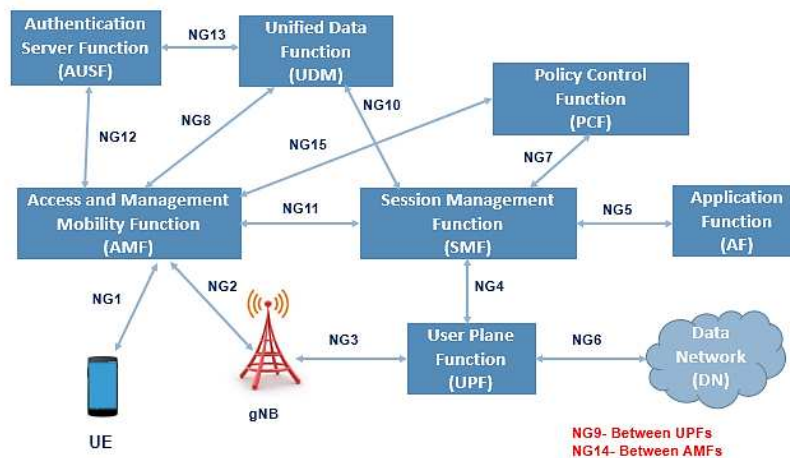 Authentication
Server Function
(AUSF)
NG13
Unified Data
Function
(UDM)
Policy Control
Function
(PCF)
NG12
NG8
NG10
NG15
NG7
Access and Management
Mobility Function
(AMF)
NG11
Session Management
Function
(SMF)
NG5
Application
Function
(AF)
NG1
NG2
NG4
UE
gNB
NG3
User Plane
Function
(UPF)
NG6
Data
Network
(DN)
NG9- Between UPFs
NG14- Between AMFs